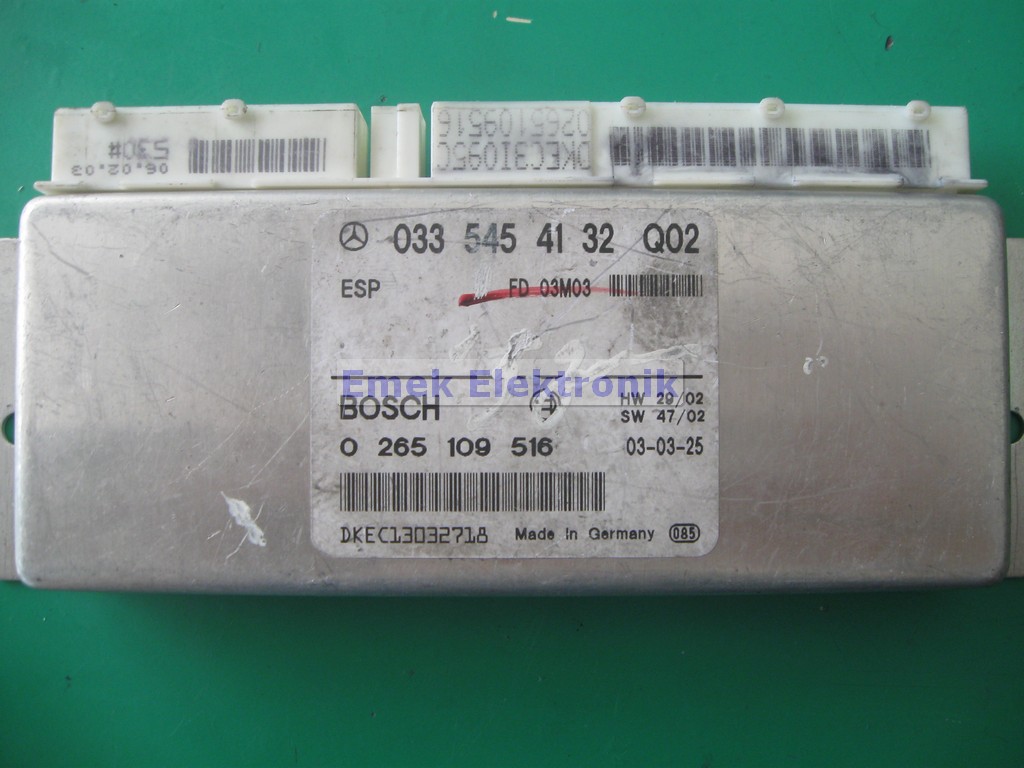 530#
06.02.03
0265109516
DKEC31095C
033 545 41 32 Q02
ESP FD 03M03
Emek Elektronik
BOSCH HW 29/02
SW 47/02
0 265 109 516 03-03-25
DKEC13032718 Made in Germany 085